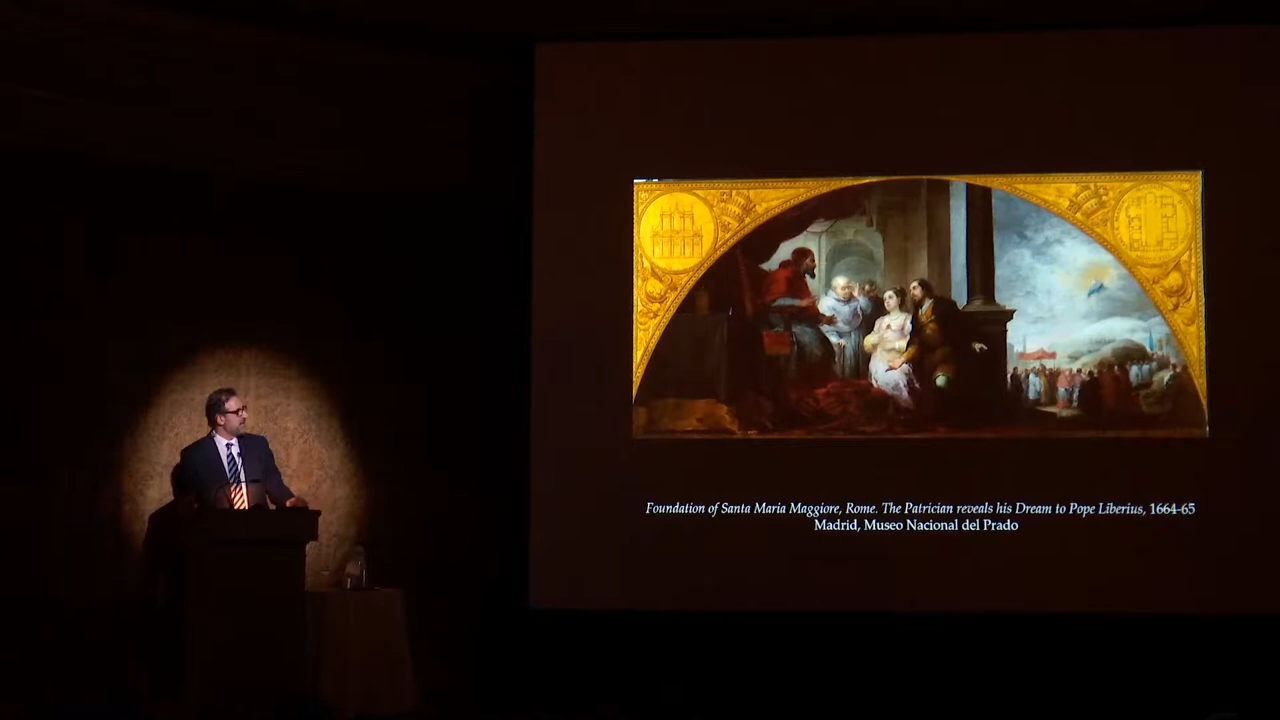 Foundation of Santa Maria Maggiore, Rome. The Patrician reveals his Dream to Pope Liberius, 1664-65
Madrid, Museo Nacional del Prado